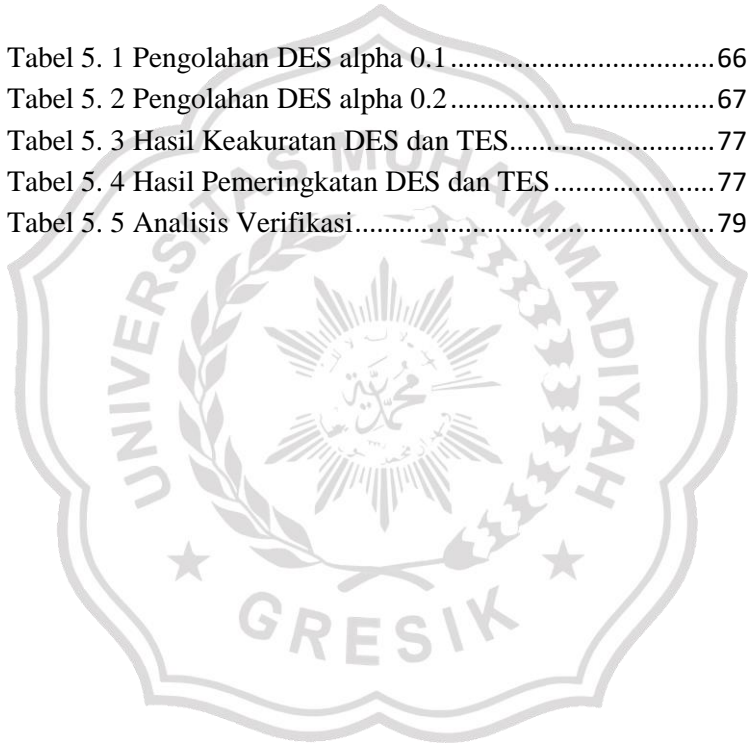 Tabel 5. 1 Pengolahan DES alpha 0.1....................................66
Tabel 5. 2 Pengolahan DES alpha 0.2....................................67
Tabel 5. 3 Hasil Keakuratan DES dan TES............................77
Tabel 5. 4 Hasil Pemeringkatan DES dan TES......................77
Tabel 5. 5 Analisis Verifikasi.................................................79
UNIVERSITAS MUHAMMADIYAH
GRESIK